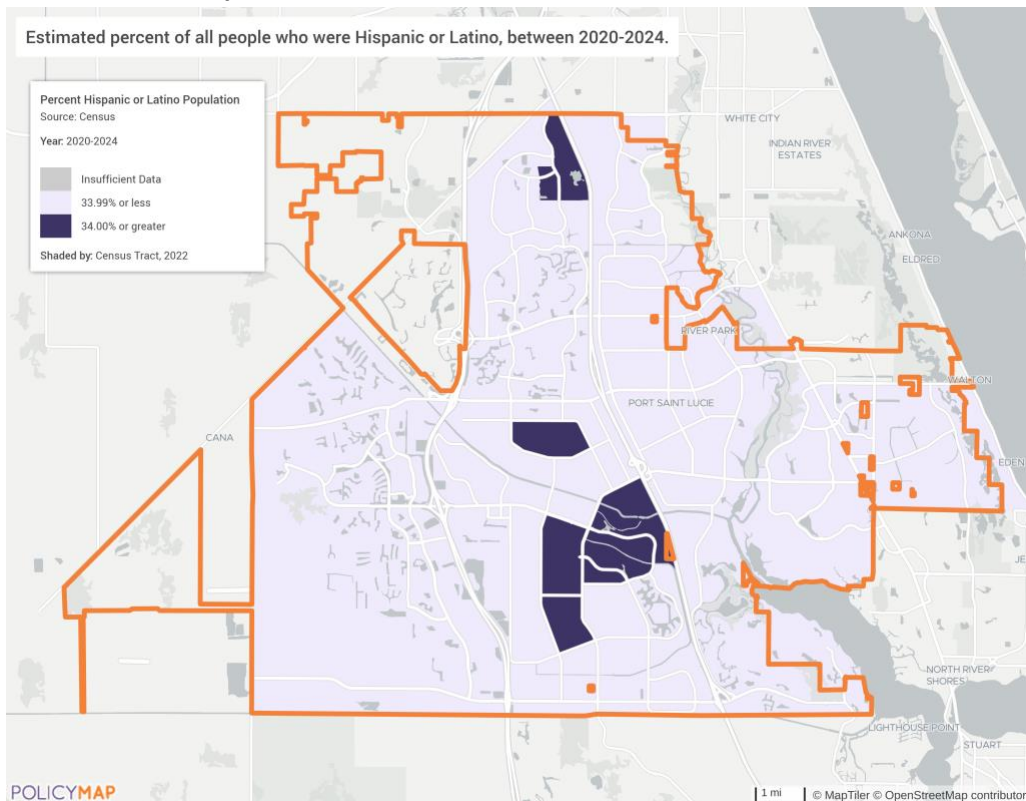 Estimated percent of all people who were Hispanic or Latino, between 2020-2024.
Percent Hispanic or Latino Population
Source: Census
Year: 2020-2024
Insufficient Data
33.99% or less
34.00% or greater
Shaded by: Census Tract, 2022
WHITE CITY
INDIAN RIVER
ESTATES
ANKONA
ELDRED
RIVER PARK
WALTON
PORT SAINT LUCIE
CANA
EDEN
JE
NORTH RIVER
SHORES
LIGHTHOUSE POINT
STUART
POLICYMAP
1 mi
© MapTiler © OpenStreetMap contributor